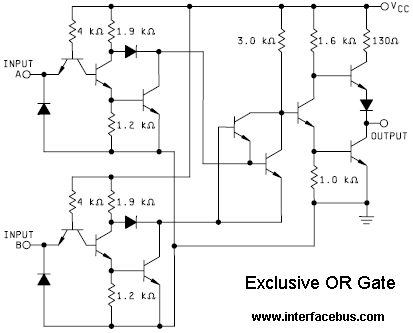 VCC
4 kΩ
1.9 kΩ
3.0 kΩ
1.6 kΩ
130Ω
INPUT
A
1.2 kΩ
OUTPUT
4 kΩ
1.9 kΩ
1.0 kΩ
INPUT
B
1.2 kΩ
Exclusive OR Gate
www.interfacebus.com